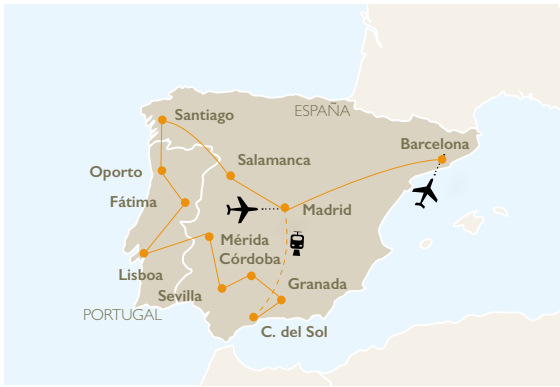 ESPAÑA
Santiago
Barcelona
Salamanca
Oporto
Fátima
Madrid
Mérida
Córdoba
Lisboa
Granada
Sevilla
PORTUGAL
C. del Sol